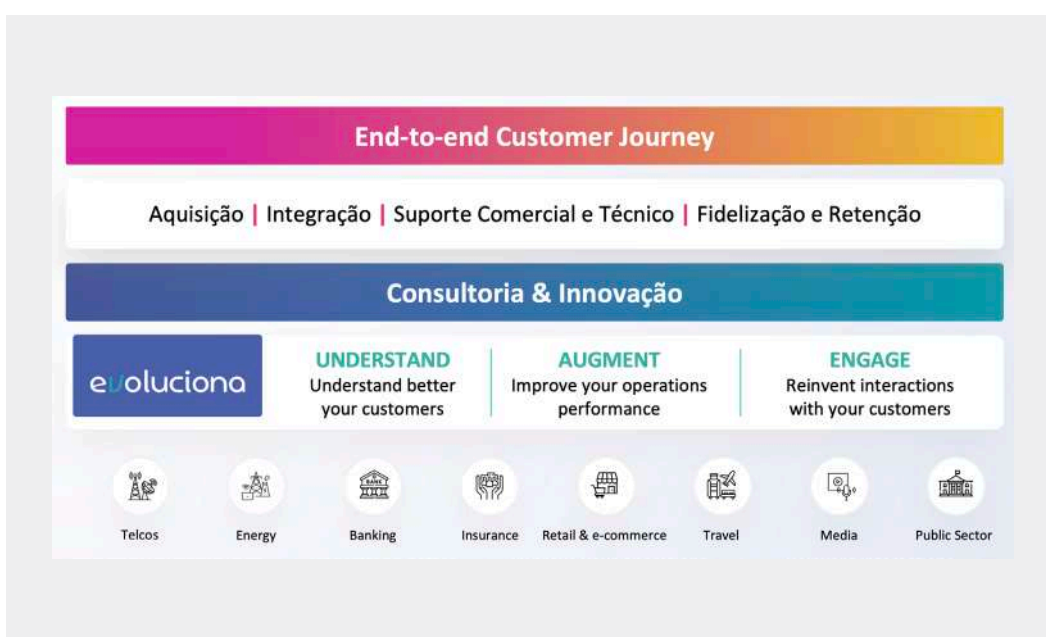 End-to-end Customer Journey
Aquisição | Integração | Suporte Comercial e Técnico | Fidelização e Retenção
Consultoria & Innovação
evoluciona
UNDERSTAND
Understand better
your customers
AUGMENT
Improve your operations
performance
ENGAGE
Reinvent interactions
with your customers
BANK
Telcos
Energy
Banking
Insurance
Retail & e-commerce
Travel
Media
Public Sector